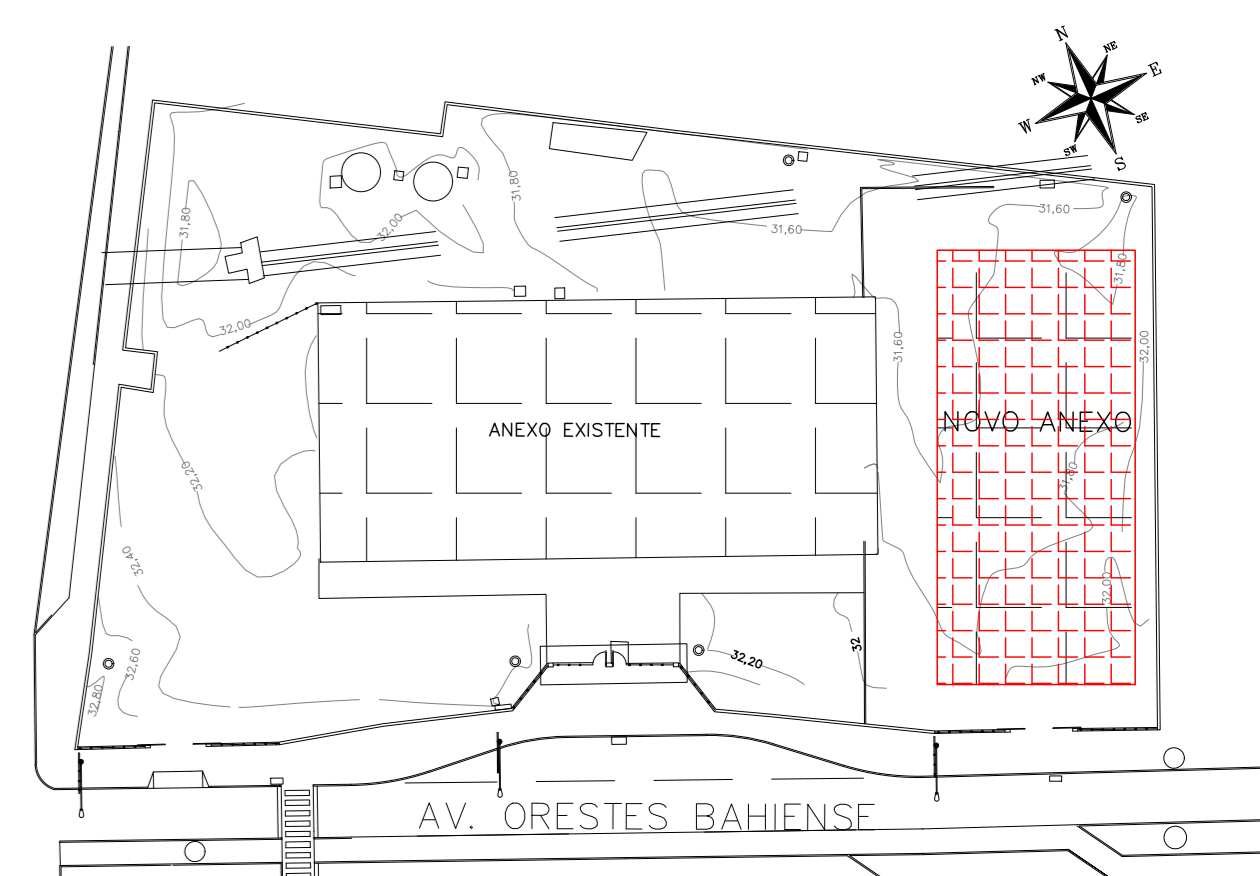 N
NE
E
SE
S
SW
W
NW
31,80
31,80
32,00
31,60
31,60
31,80
32,00
31,60
32,00
ANEXO EXISTENTE
NOVO ANEXO
32,20
31,80
32,40
32,00
32,60
32,20
32
32,80
AV. ORESTES BAHIENSE